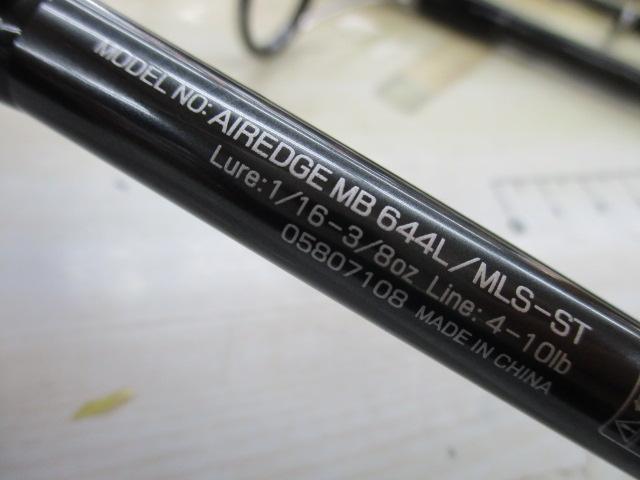 MODEL NO: AIREDGE MB 644L/MLS-ST
Lure:1/16-3/8oz Line: 4-10lb
05807108 MADE IN CHINA